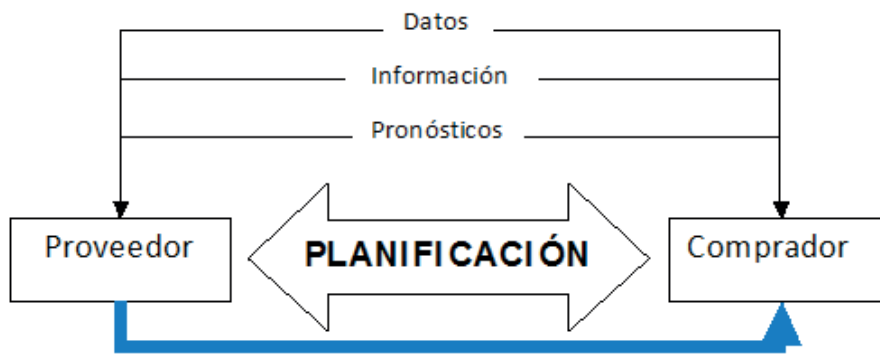 Datos
Información
Pronósticos
Proveedor
PLANIFICACIÓN
Comprador